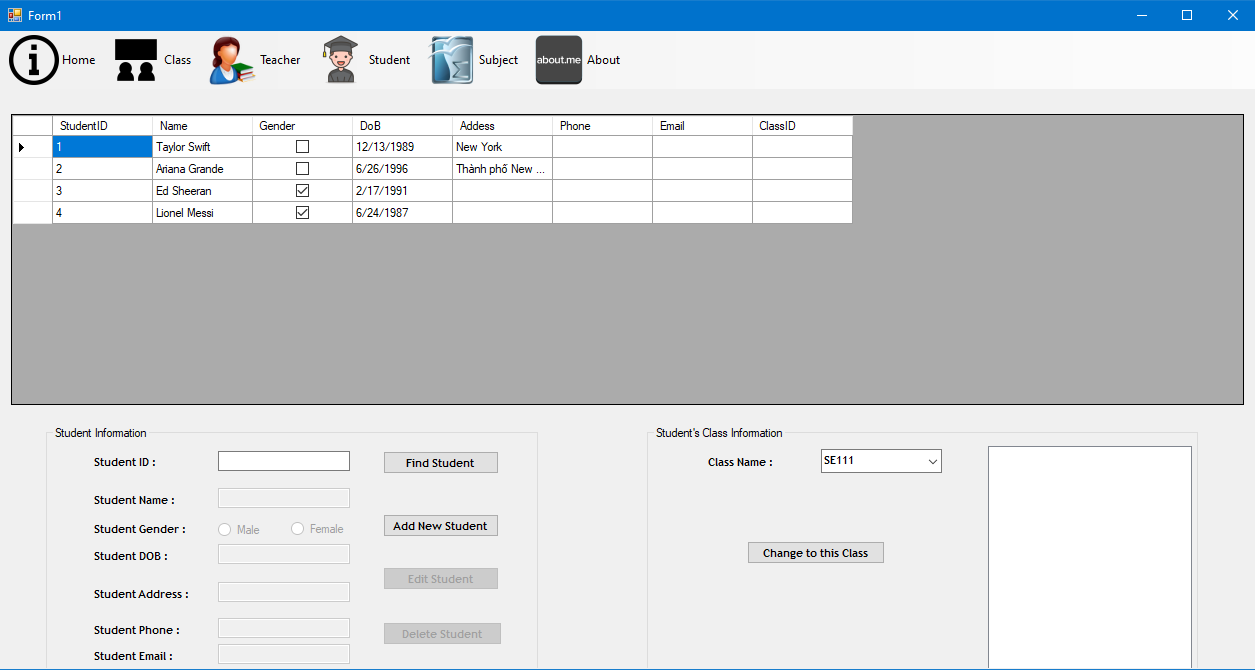 Form1
Home Class Teacher Student Subject about.me About
StudentID Name Gender DoB Addess Phone Email ClassID
1 Taylor Swift 12/13/1989 New York
2 Ariana Grande 6/26/1996 Thành phố New ...
3 Ed Sheeran 2/17/1991
4 Lionel Messi 6/24/1987
Student Information
Student ID :
Find Student
Student Name :
Student Gender : Male Female
Add New Student
Student DOB :
Edit Student
Student Address :
Student Phone :
Delete Student
Student Email :
Student's Class Information
Class Name : SE111
Change to this Class